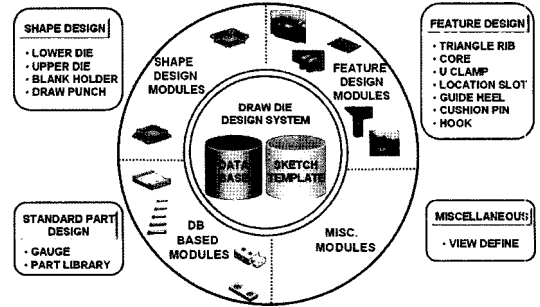 SHAPE DESIGN
• LOWER DIE
• UPPER DIE
• BLANK HOLDER
• DRAW PUNCH
SHAPE
DESIGN
MODULES
FEATURE
DESIGN
MODULES
FEATURE DESIGN
• TRIANGLE RIB
• CORE
• U CLAMP
• LOCATION SLOT
• GUIDE HEEL
• CUSHION PIN
• HOOK
DRAW DIE
DESIGN SYSTEM
DATA
BASE
SKETCH
TEMPLATE
STANDARD PART
DESIGN
• GAUGE
• PART LIBRARY
DB
BASED
MODULES
MISC.
MODULES
MISCELLANEOUS
• VIEW DEFINE